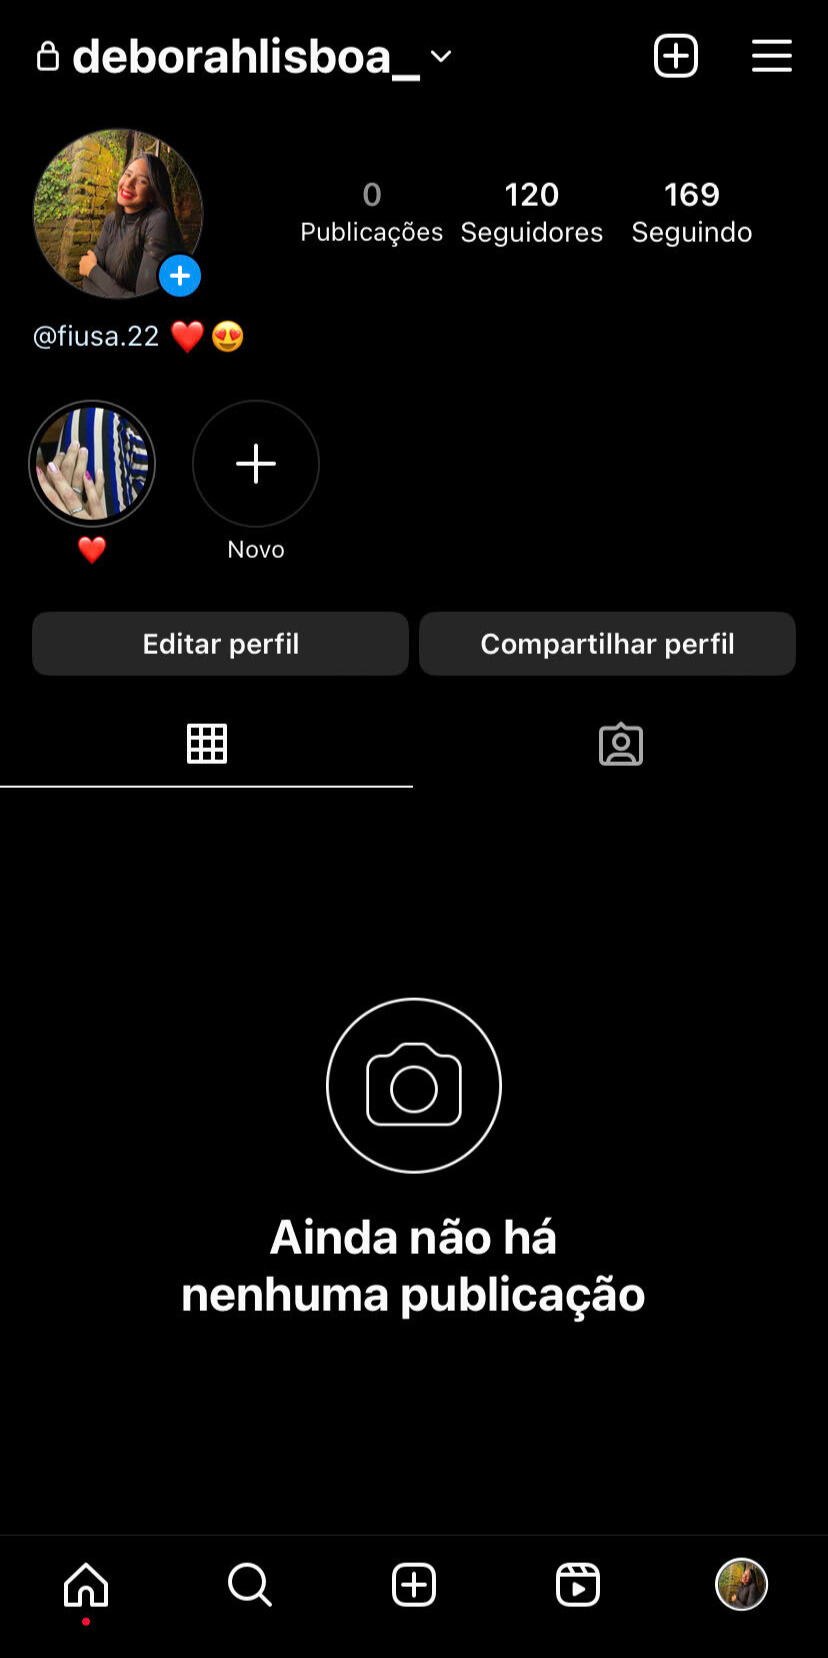 deborahlisboa_
0 120 169
Publicações Seguidores Seguindo
@fiusa.22 ❤️😍
❤️ Novo
Editar perfil Compartilhar perfil
Ainda não há
nenhuma publicação